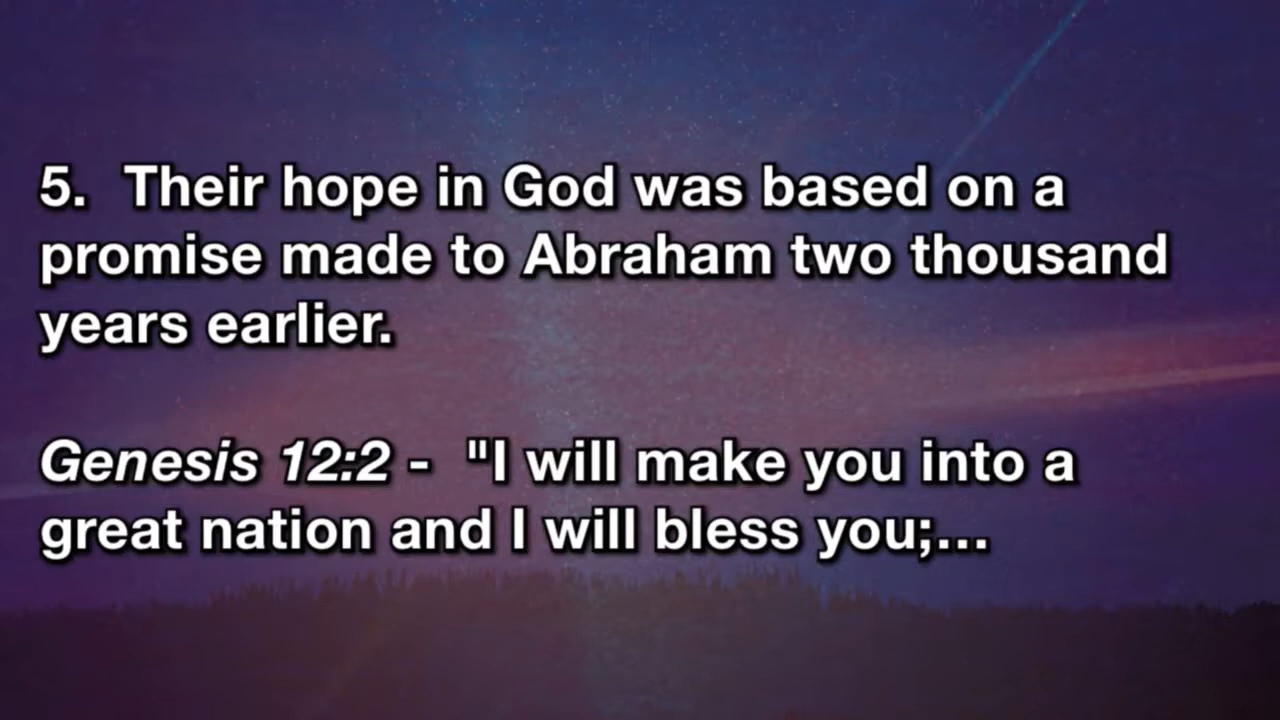 5.  Their hope in God was based on a
promise made to Abraham two thousand
years earlier.
Genesis 12:2 -  "I will make you into a
great nation and I will bless you;...